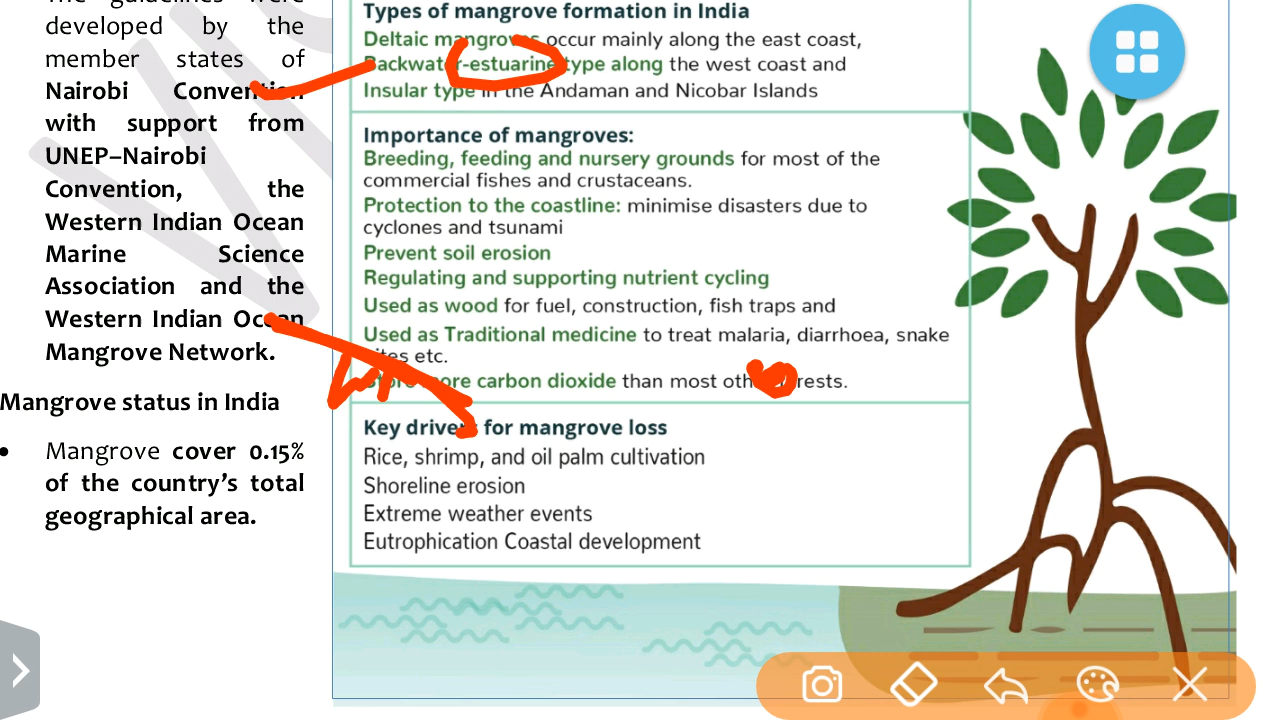 The guidelines were
developed by the
member states of
Nairobi Convention
with support from
UNEP–Nairobi
Convention, the
Western Indian Ocean
Marine Science
Association and the
Western Indian Ocean
Mangrove Network.
Mangrove status in India
• Mangrove cover 0.15%
of the country's total
geographical area.
Types of mangrove formation in India
Deltaic mangroves occur mainly along the east coast,
Backwater-estuarine type along the west coast and
Insular type in the Andaman and Nicobar Islands
Importance of mangroves:
Breeding, feeding and nursery grounds for most of the
commercial fishes and crustaceans.
Protection to the coastline: minimise disasters due to
cyclones and tsunami
Prevent soil erosion
Regulating and supporting nutrient cycling
Used as wood for fuel, construction, fish traps and
Used as Traditional medicine to treat malaria, diarrhoea, snake
bites etc.
Store more carbon dioxide than most other forests.
Key drivers for mangrove loss
Rice, shrimp, and oil palm cultivation
Shoreline erosion
Extreme weather events
Eutrophication Coastal development